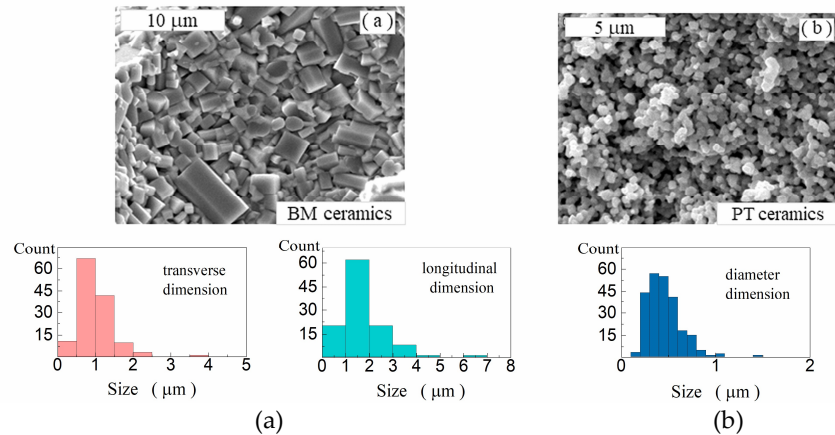 10 μm
( a )
BM ceramics
5 μm
( b )
PT ceramics
Count
60
45
30
15
transverse
dimension
0 1 2 3 4 5
Size ( μm )
Count
60
45
30
15
longitudinal
dimension
0 1 2 3 4 5 6 7 8
Size ( μm )
Count
60
45
30
15
diameter
dimension
0 1 2
Size ( μm )
(a)
(b)